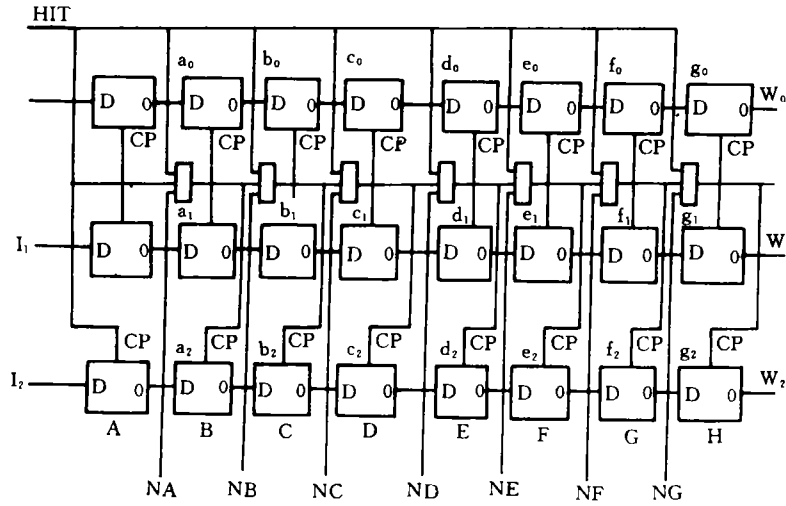 HIT
a₀ b₀ c₀ d₀ e₀ f₀ g₀
D 0 D 0 D 0 D 0 D 0 D 0 D 0 D 0 W₀
CP CP CP CP CP CP CP CP
a₁ b₁ c₁ d₁ e₁ f₁ g₁
I₁ D 0 D 0 D 0 D 0 D 0 D 0 D 0 D 0 W
CP CP CP CP CP CP CP CP
a₂ b₂ c₂ d₂ e₂ f₂ g₂
I₂ D 0 D 0 D 0 D 0 D 0 D 0 D 0 D 0 W₂
A B C D E F G H
NA NB NC ND NE NF NG